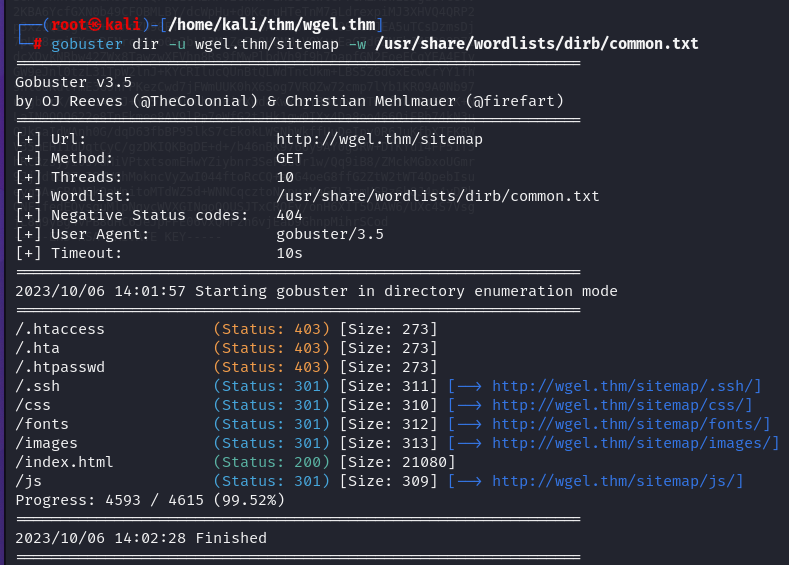 ┌──(root㉿kali)-[/home/kali/thm/wgel.thm]
└─# gobuster dir -u wgel.thm/sitemap -w /usr/share/wordlists/dirb/common.txt
===============================================================
Gobuster v3.5
by OJ Reeves (@TheColonial) & Christian Mehlmauer (@firefart)
===============================================================
[+] Url:                     http://wgel.thm/sitemap
[+] Method:                  GET
[+] Threads:                 10
[+] Wordlist:                /usr/share/wordlists/dirb/common.txt
[+] Negative Status codes:   404
[+] User Agent:              gobuster/3.5
[+] Timeout:                 10s
===============================================================
2023/10/06 14:01:57 Starting gobuster in directory enumeration mode
===============================================================
/.htaccess            (Status: 403) [Size: 273]
/.hta                 (Status: 403) [Size: 273]
/.htpasswd            (Status: 403) [Size: 273]
/.ssh                 (Status: 301) [Size: 311] [--> http://wgel.thm/sitemap/.ssh/]
/css                  (Status: 301) [Size: 310] [--> http://wgel.thm/sitemap/css/]
/fonts                (Status: 301) [Size: 312] [--> http://wgel.thm/sitemap/fonts/]
/images               (Status: 301) [Size: 313] [--> http://wgel.thm/sitemap/images/]
/index.html           (Status: 200) [Size: 21080]
/js                   (Status: 301) [Size: 309] [--> http://wgel.thm/sitemap/js/]
Progress: 4593 / 4615 (99.52%)
===============================================================
2023/10/06 14:02:28 Finished
===============================================================